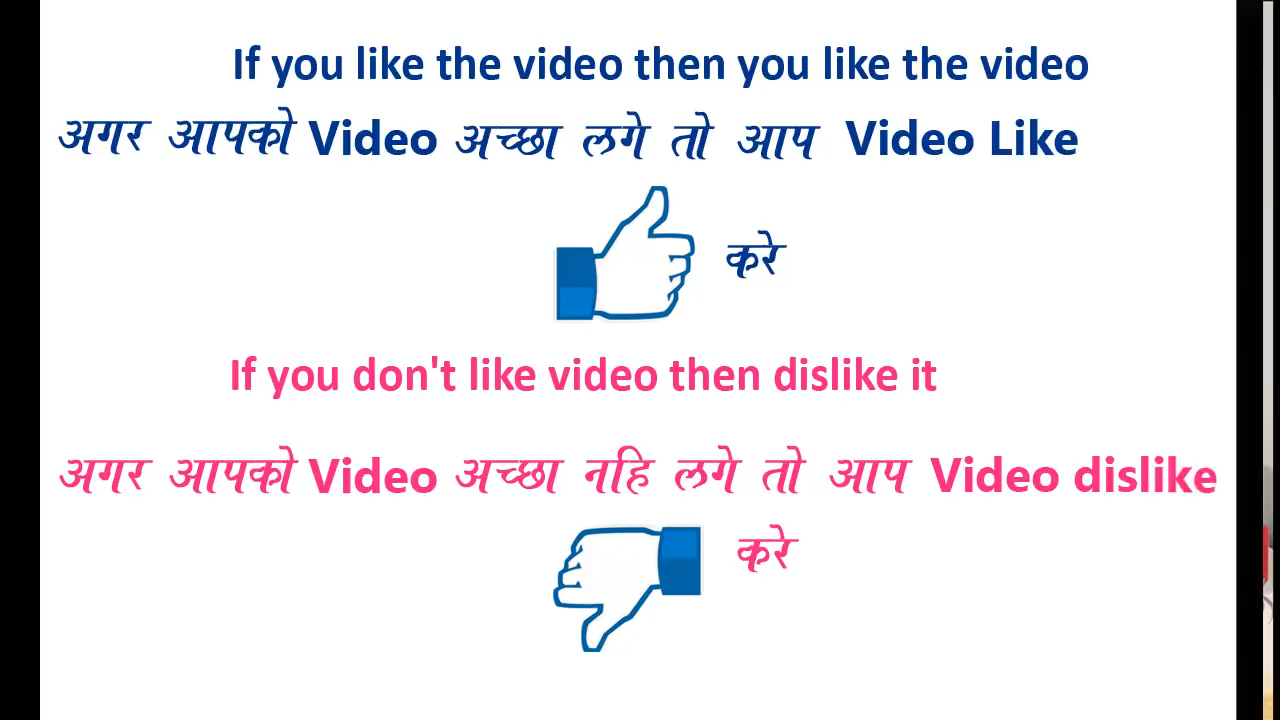 If you like the video then you like the video
अगर आपको Video अच्छा लगे तो आप Video Like
करे
If you don't like video then dislike it
अगर आपको Video अच्छा नहि लगे तो आप Video dislike
करे